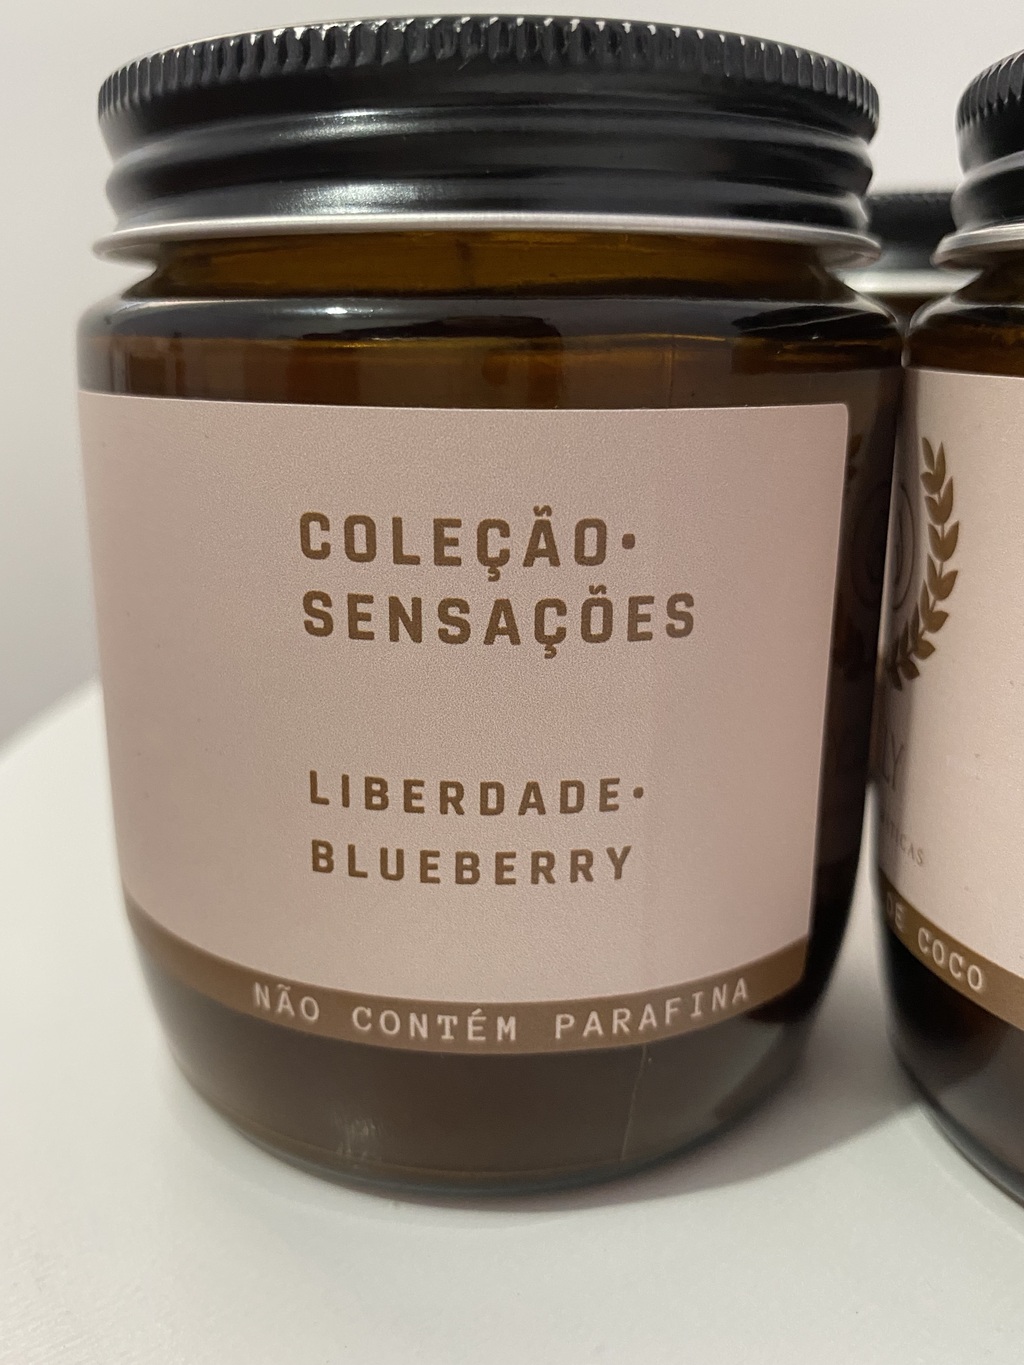 COLEÇÃO·
SENSAÇÕES
LIBERDADE·
BLUEBERRY
NÃO CONTÉM PARAFINA
DE COCO